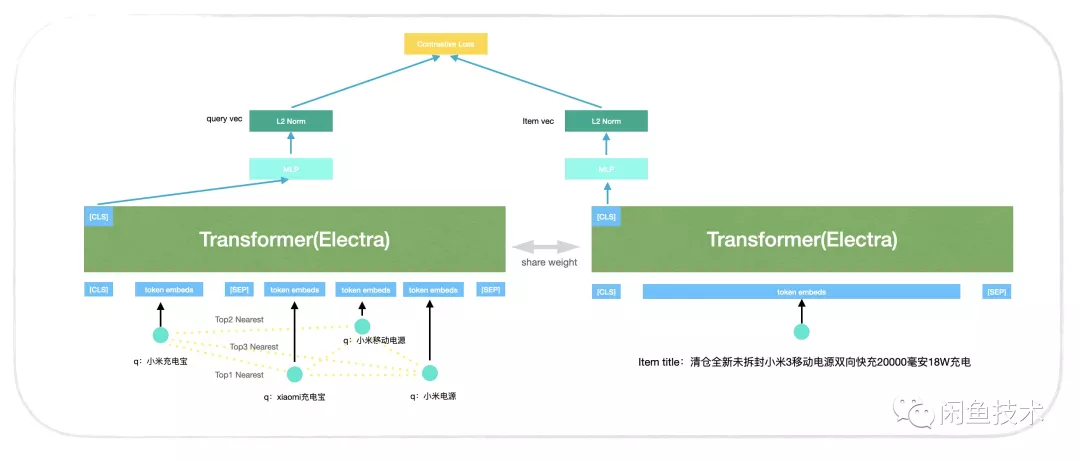 Contrastive Loss
query vec
L2 Norm
Item vec
L2 Norm
MLP
MLP
[CLS]
Transformer(Electra)
share weight
[CLS]
Transformer(Electra)
[CLS]
token embeds
[SEP]
token embeds
token embeds
token embeds
[SEP]
[CLS]
token embeds
[SEP]
Top2 Nearest
q：小米移动电源
Top3 Nearest
q：小米充电宝
Top1 Nearest
q：xiaomi充电宝
q：小米电源
Item title：清仓全新未拆封小米3移动电源双向快充20000毫安18W充电
闲鱼技术